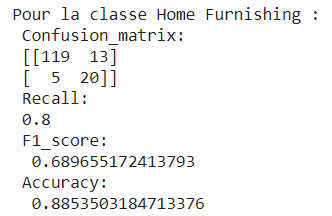 Pour la classe Home Furnishing :
Confusion_matrix:
[[119  13]
[  5  20]]
Recall:
0.8
F1_score:
0.689655172413793
Accuracy:
0.8853503184713376